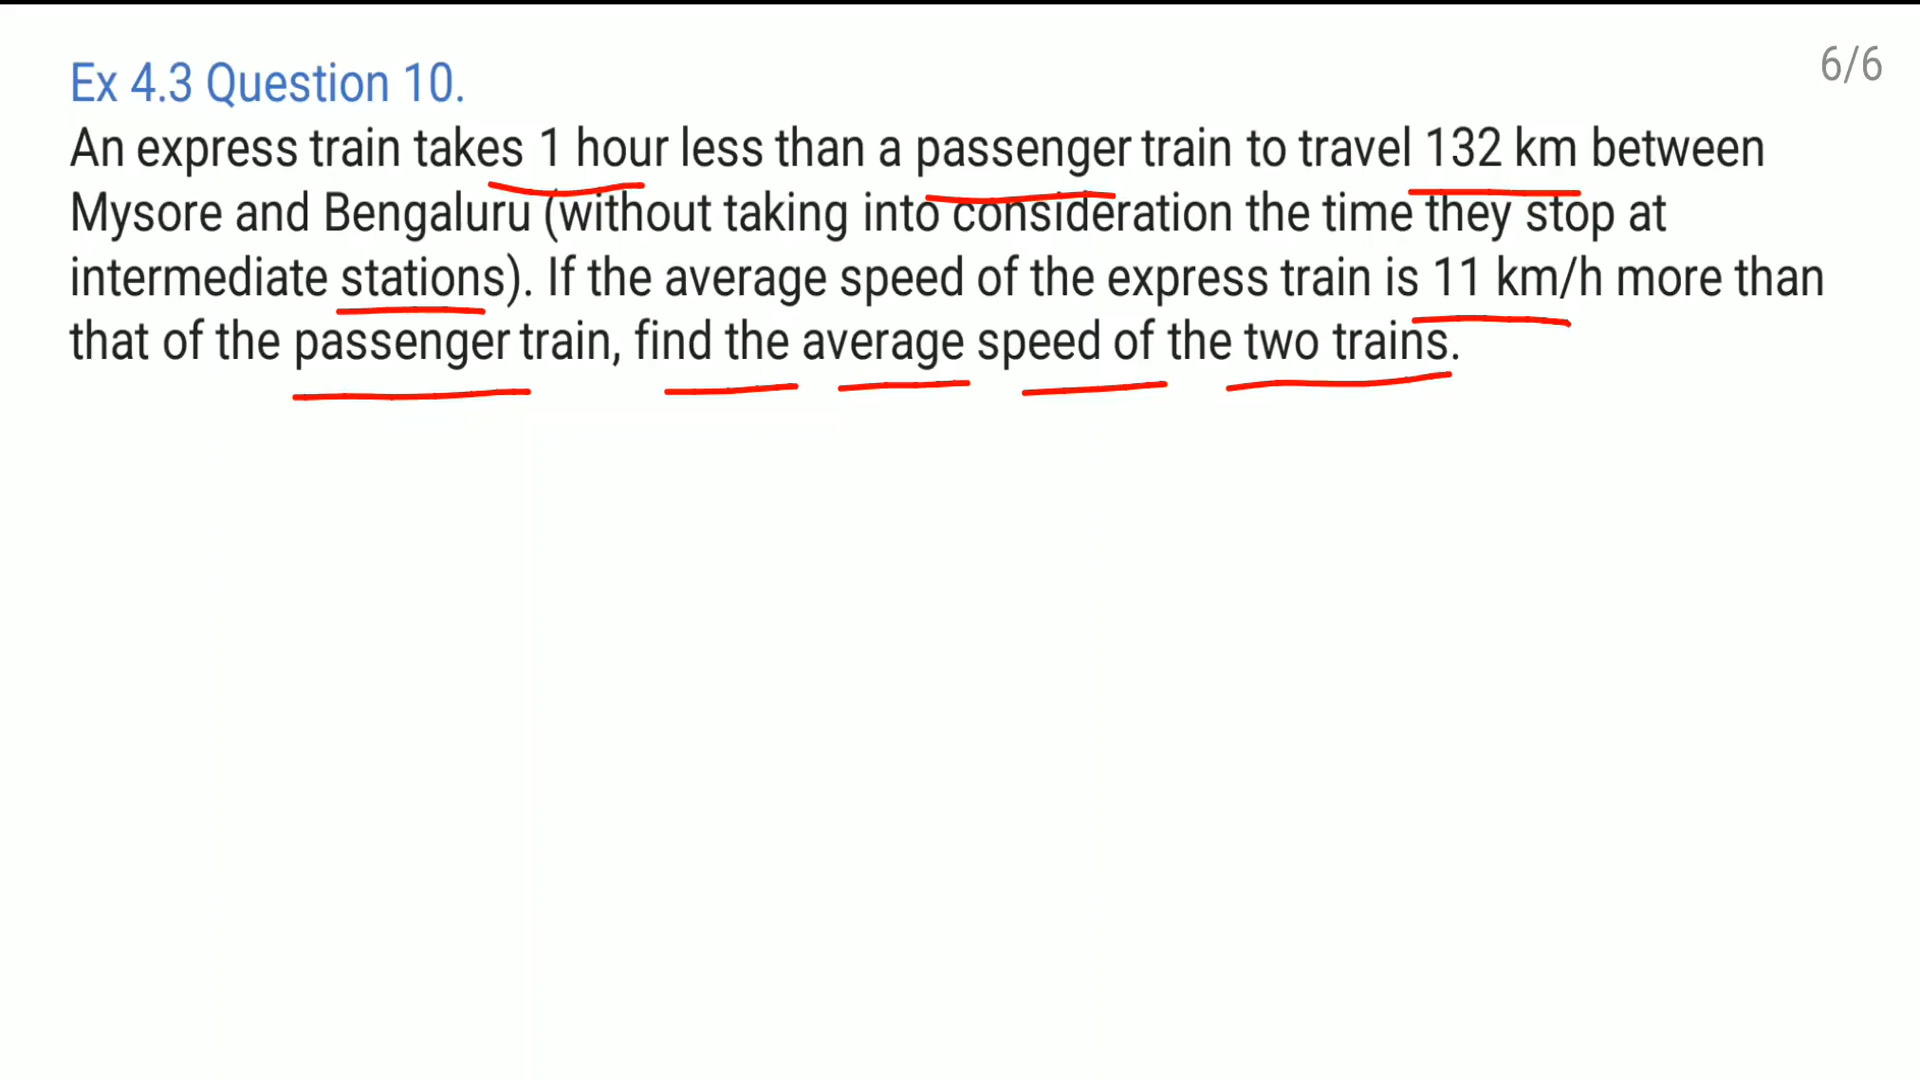 6/6
Ex 4.3 Question 10.
An express train takes 1 hour less than a passenger train to travel 132 km between
Mysore and Bengaluru (without taking into consideration the time they stop at
intermediate stations). If the average speed of the express train is 11 km/h more than
that of the passenger train, find the average speed of the two trains.